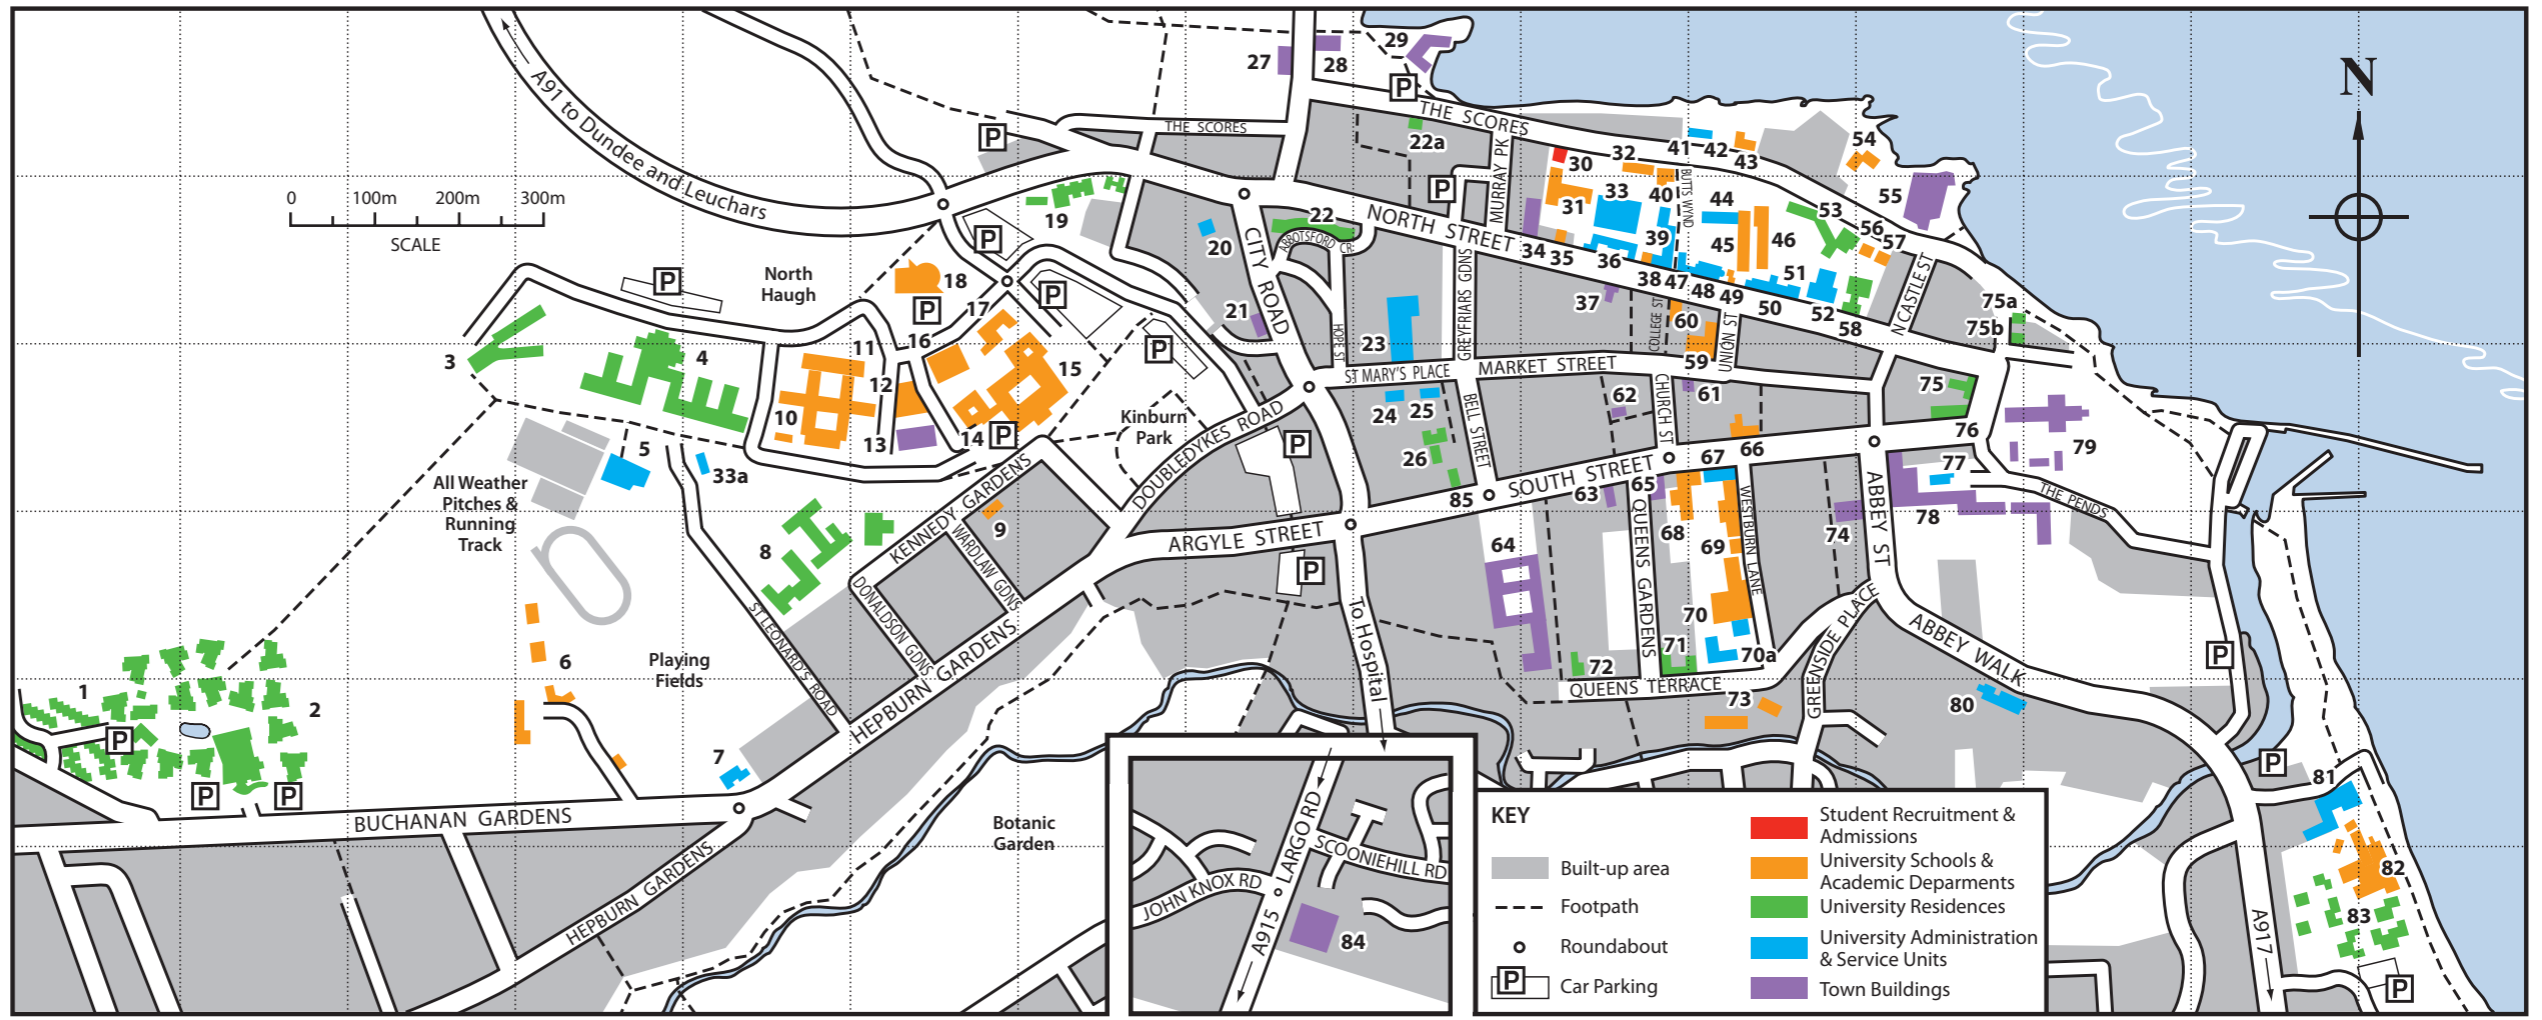 A91 to Dundee and Leuchars
0 100m 200m 300m
SCALE
N
27
28
29
P
THE SCORES
THE SCORES
P
22a
MURRAY PK
P
30
32
41
42
43
54
55
31
33
40
BUTTS WYND
44
53
56
57
45
46
34
35
36
39
38
47
48
49
50
51
52
58
19
20
22
ABBOTSFORD CR
NORTH STREET
CITY ROAD
21
HOPE ST
23
GREYFRIARS GDNS
37
COLLEGE ST
60
59
UNION ST
N CASTLE ST
75a
75b
P
North
Haugh
P
18
P
17
P
P
16
15
3
4
11
12
10
13
14
P
Kinburn
Park
DOUBLEDYKES ROAD
ST MARY'S PLACE
MARKET STREET
24
25
26
BELL STREET
62
CHURCH ST
61
75
76
79
5
33a
All Weather
Pitches &
Running
Track
8
KENNEDY GARDEN'S
WARDLAW GDNS
9
DONALDSON GDNS
ARGYLE STREET
P
P
85
SOUTH STREET
63
65
66
67
77
78
THE PENDS
64
QUEENS GARDENS
68
69
WESTBURN LANE
74
ABBEY ST
70
70a
71
72
QUEENS TERRACE
73
GREENSIDE PLACE
ABBEY WALK
80
P
To Hospital
6
Playing
Fields
ST LEONARD'S ROAD
HEPBURN GARDENS
7
1
2
P
P
P
BUCHANAN GARDENS
HEPBURN GARDENS
Botanic
Garden
LARGO RD
SCOONIEHILL RD
JOHN KNOX RD
A915
84
P
81
82
83
A917
P
KEY
Built-up area
Footpath
Roundabout
P Car Parking
Student Recruitment &
Admissions
University Schools &
Academic Deparments
University Residences
University Administration
& Service Units
Town Buildings